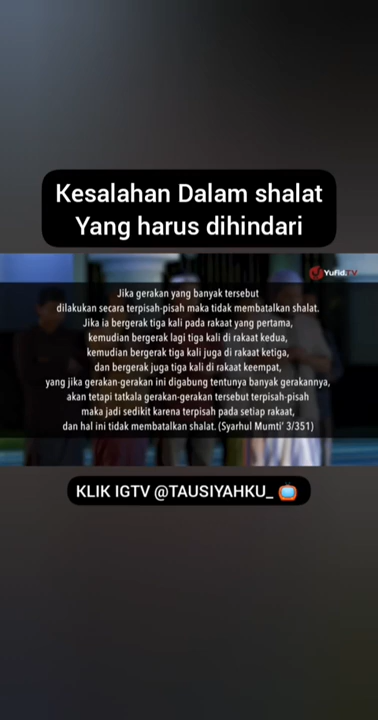 Kesalahan Dalam shalat
Yang harus dihindari
Yufid.TV
Jika gerakan yang banyak tersebut
dilakukan secara terpisah-pisah maka tidak membatalkan shalat.
Jika ia bergerak tiga kali pada rakaat yang pertama,
kemudian bergerak lagi tiga kali di rakaat kedua,
kemudian bergerak tiga kali juga di rakaat ketiga,
dan bergerak juga tiga kali di rakaat keempat,
yang jika gerakan-gerakan ini digabung tentunya banyak gerakannya,
akan tetapi tatkala gerakan-gerakan tersebut terpisah-pisah
maka jadi sedikit karena terpisah pada setiap rakaat,
dan hal ini tidak membatalkan shalat. (Syarhul Mumti' 3/351)
KLIK IGTV @TAUSIYAHKU_